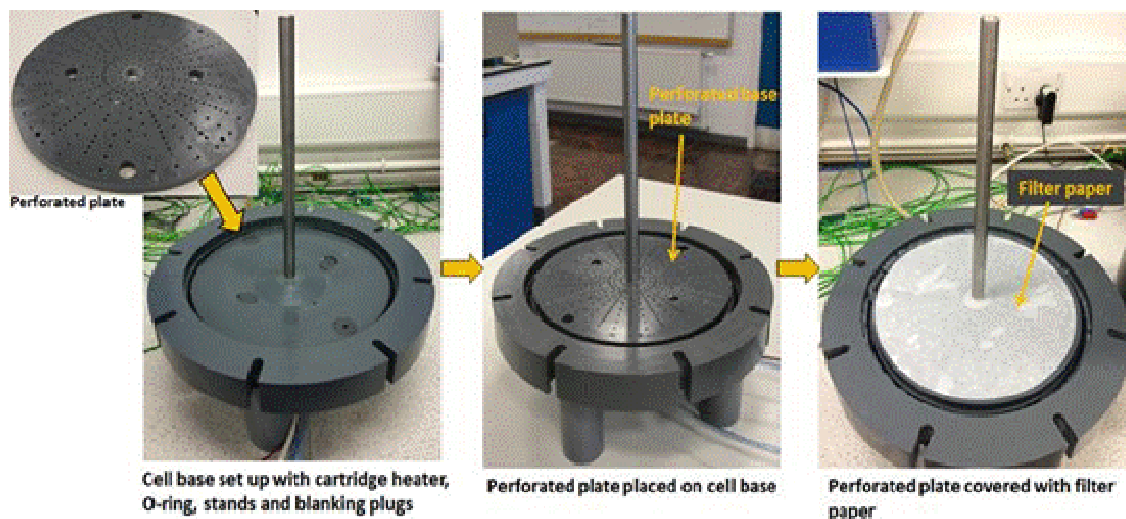 Perforated plate
Perforated base
plate
Filter paper
Cell base set up with cartridge heater,
O-ring, stands and blanking plugs
Perforated plate placed on cell base
Perforated plate covered with filter
paper